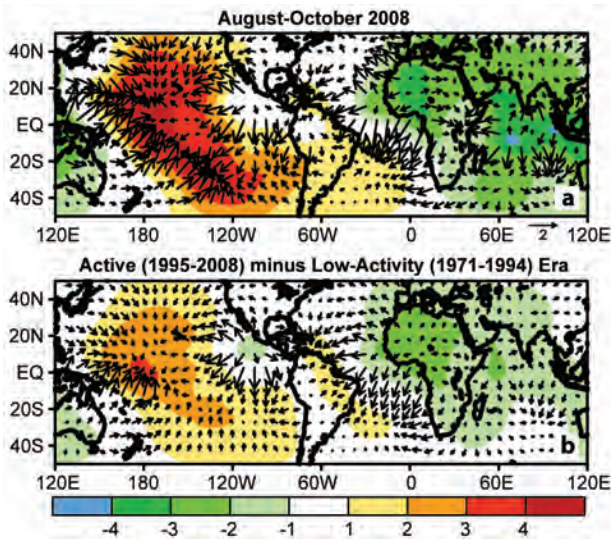 August-October 2008
40N
20N
EQ
20S
40S
a
120E 180 120W 60W 0 60E 120E
2
Active (1995-2008) minus Low-Activity (1971-1994) Era
40N
20N
EQ
20S
40S
b
120E 180 120W 60W 0 60E 120E
-4 -3 -2 -1 1 2 3 4